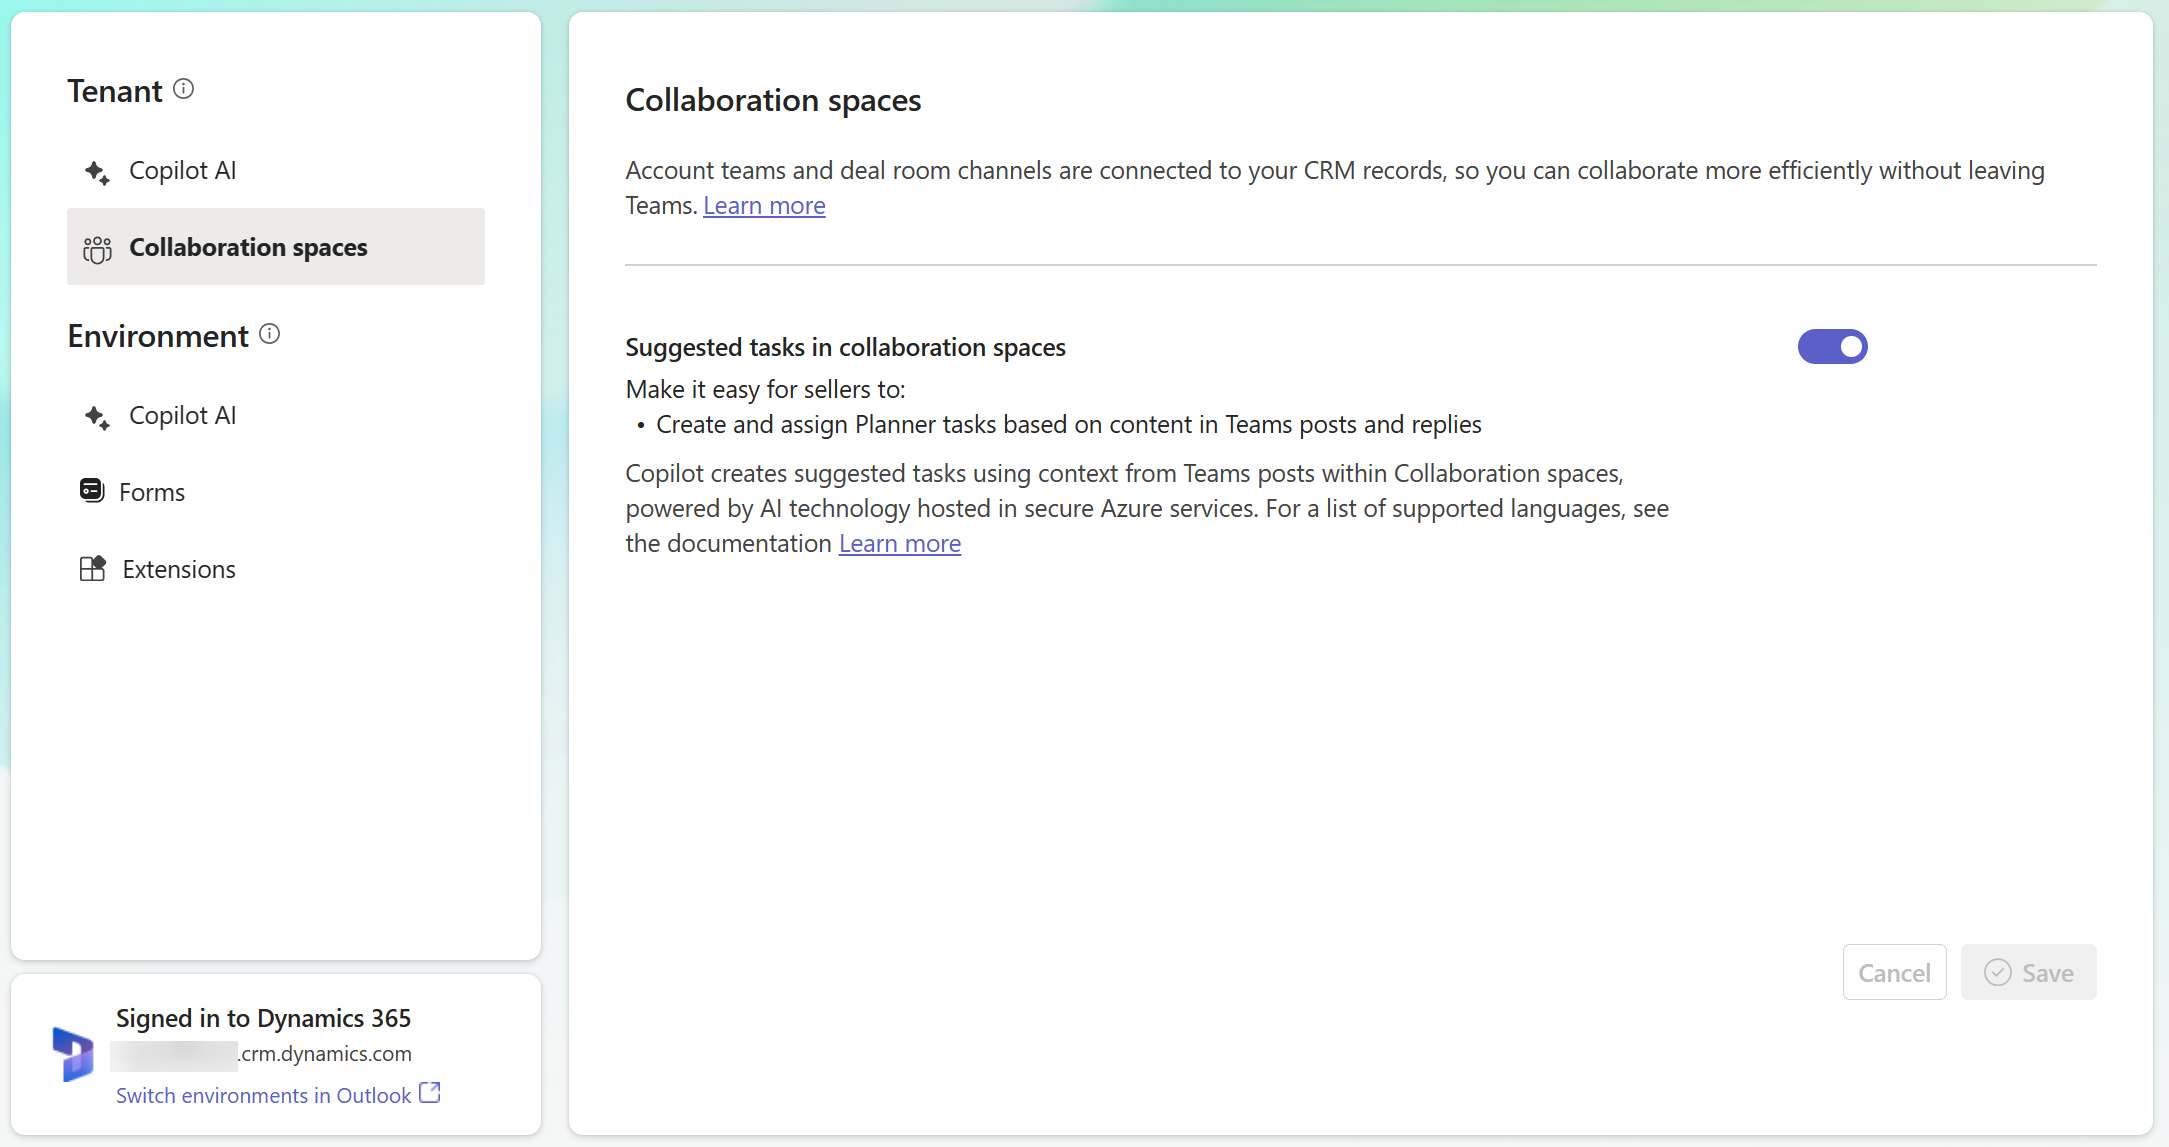 Tenant
Copilot AI
Collaboration spaces
Environment
Copilot AI
Forms
Extensions
Signed in to Dynamics 365
.crm.dynamics.com
Switch environments in Outlook
Collaboration spaces
Account teams and deal room channels are connected to your CRM records, so you can collaborate more efficiently without leaving
Teams. Learn more
Suggested tasks in collaboration spaces
Make it easy for sellers to:
• Create and assign Planner tasks based on content in Teams posts and replies
Copilot creates suggested tasks using context from Teams posts within Collaboration spaces,
powered by AI technology hosted in secure Azure services. For a list of supported languages, see
the documentation Learn more
Cancel
Save